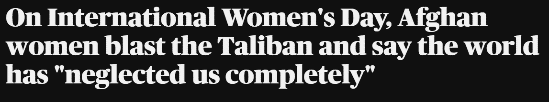 On International Women's Day, Afghan
women blast the Taliban and say the world
has "neglected us completely"